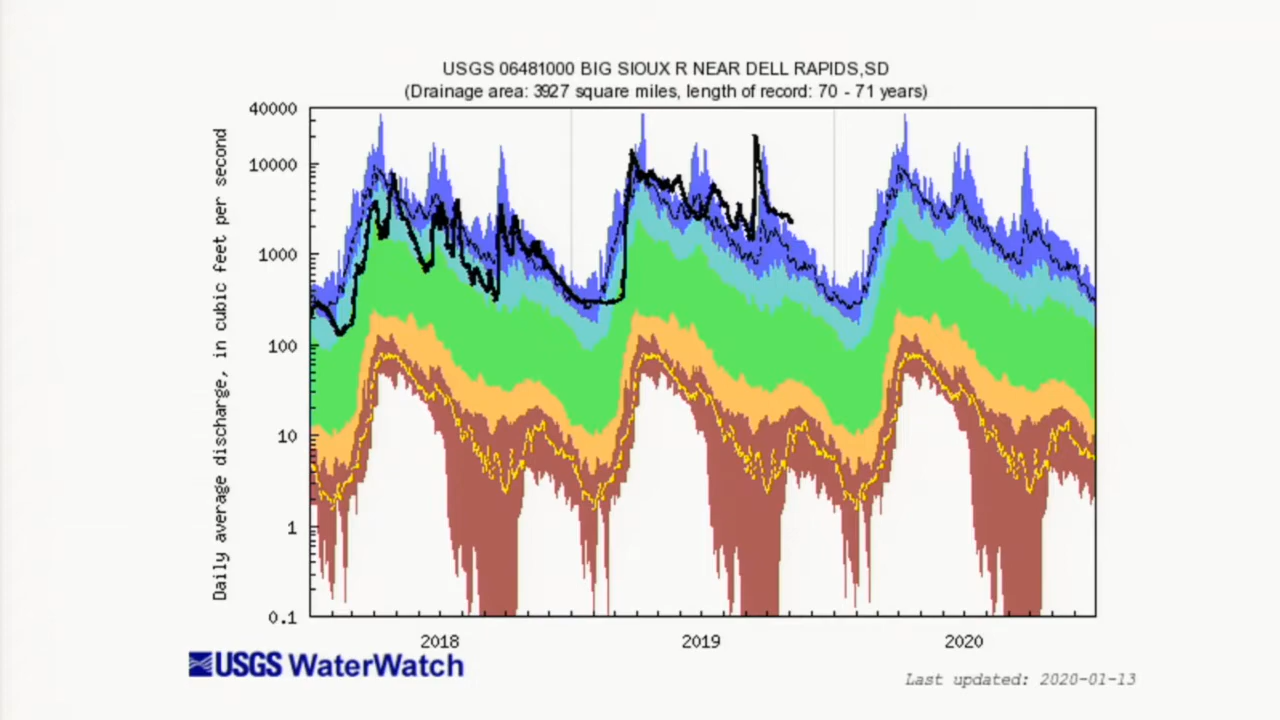 USGS 06481000 BIG SIOUX R NEAR DELL RAPIDS,SD
(Drainage area: 3927 square miles, length of record: 70 - 71 years)
Daily average discharge, in cubic feet per second
40000
10000
1000
100
10
1
0.1
2018 2019 2020
USGS WaterWatch
Last updated: 2020-01-13